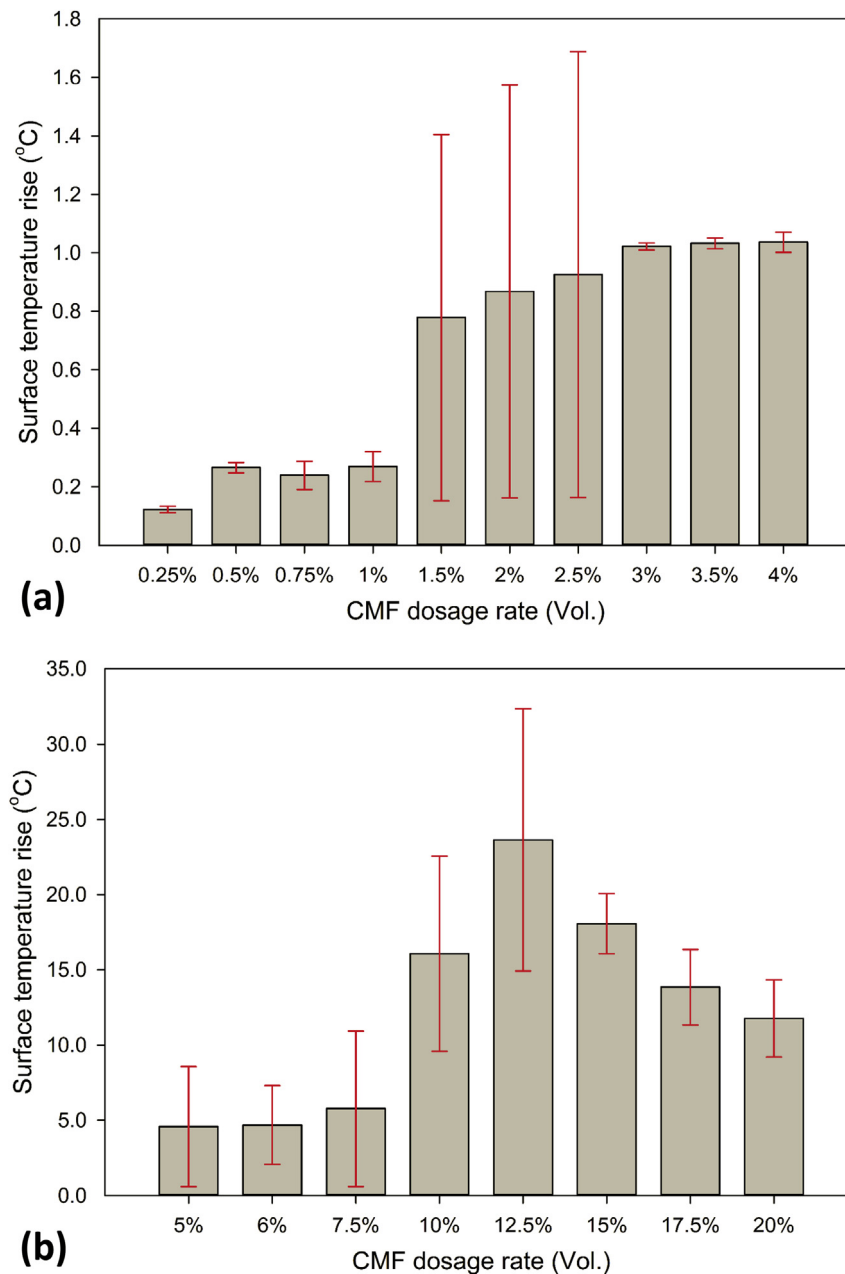 1.8
1.6
1.4
1.2
1.0
0.8
0.6
0.4
0.2
0.0
Surface temperature rise (°C)
0.25% 0.5% 0.75% 1% 1.5% 2% 2.5% 3% 3.5% 4%
CMF dosage rate (Vol.)
(a)
35.0
30.0
25.0
20.0
15.0
10.0
5.0
0.0
Surface temperature rise (°C)
5% 6% 7.5% 10% 12.5% 15% 17.5% 20%
CMF dosage rate (Vol.)
(b)